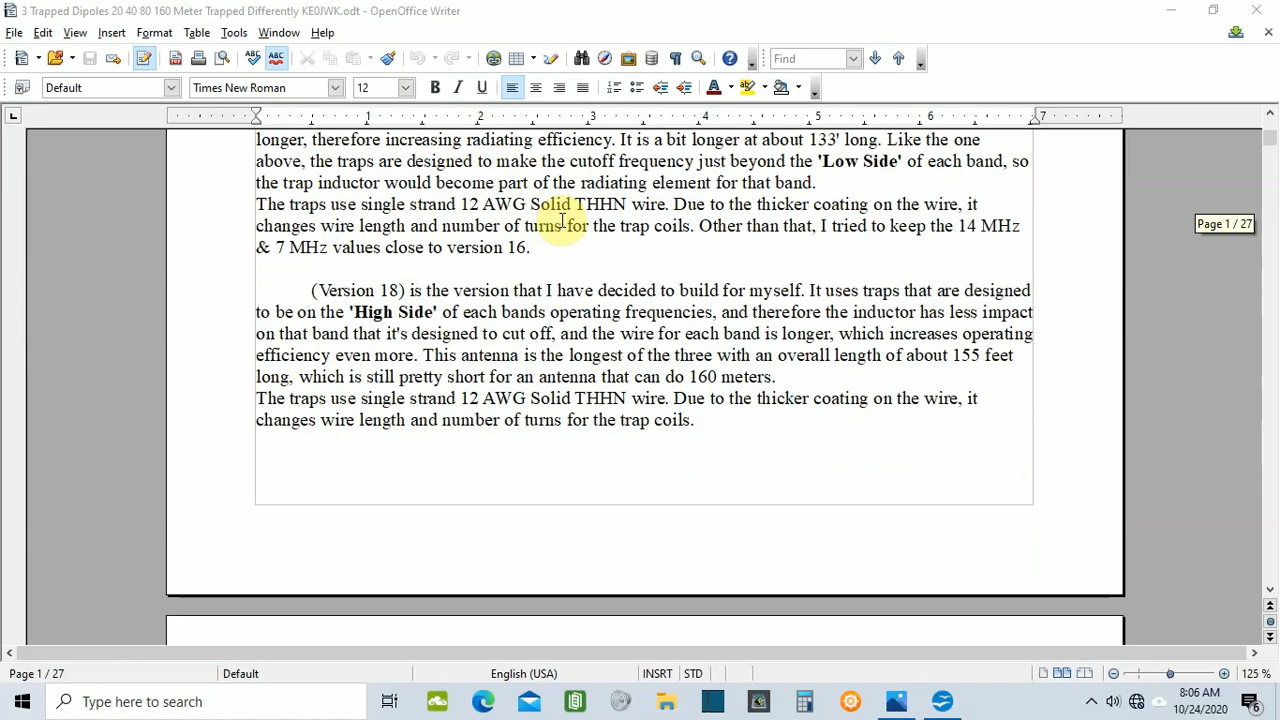 3 Trapped Dipoles 20 40 80 160 Meter Trapped Differently KE0JWK.odt - OpenOffice Writer
File Edit View Insert Format Table Tools Window Help
Find
Default Times New Roman 12
1 2 3 4 5 6 7
longer, therefore increasing radiating efficiency. It is a bit longer at about 133' long. Like the one
above, the traps are designed to make the cutoff frequency just beyond the 'Low Side' of each band, so
the trap inductor would become part of the radiating element for that band.
The traps use single strand 12 AWG Solid THHN wire. Due to the thicker coating on the wire, it
changes wire length and number of turns for the trap coils. Other than that, I tried to keep the 14 MHz
& 7 MHz values close to version 16.
Page 1 / 27
(Version 18) is the version that I have decided to build for myself. It uses traps that are designed
to be on the 'High Side' of each bands operating frequencies, and therefore the inductor has less impact
on that band that it's designed to cut off, and the wire for each band is longer, which increases operating
efficiency even more. This antenna is the longest of the three with an overall length of about 155 feet
long, which is still pretty short for an antenna that can do 160 meters.
The traps use single strand 12 AWG Solid THHN wire. Due to the thicker coating on the wire, it
changes wire length and number of turns for the trap coils.
Page 1 / 27 Default English (USA) INSRT STD 125 %
Type here to search
8:06 AM
10/24/2020
6